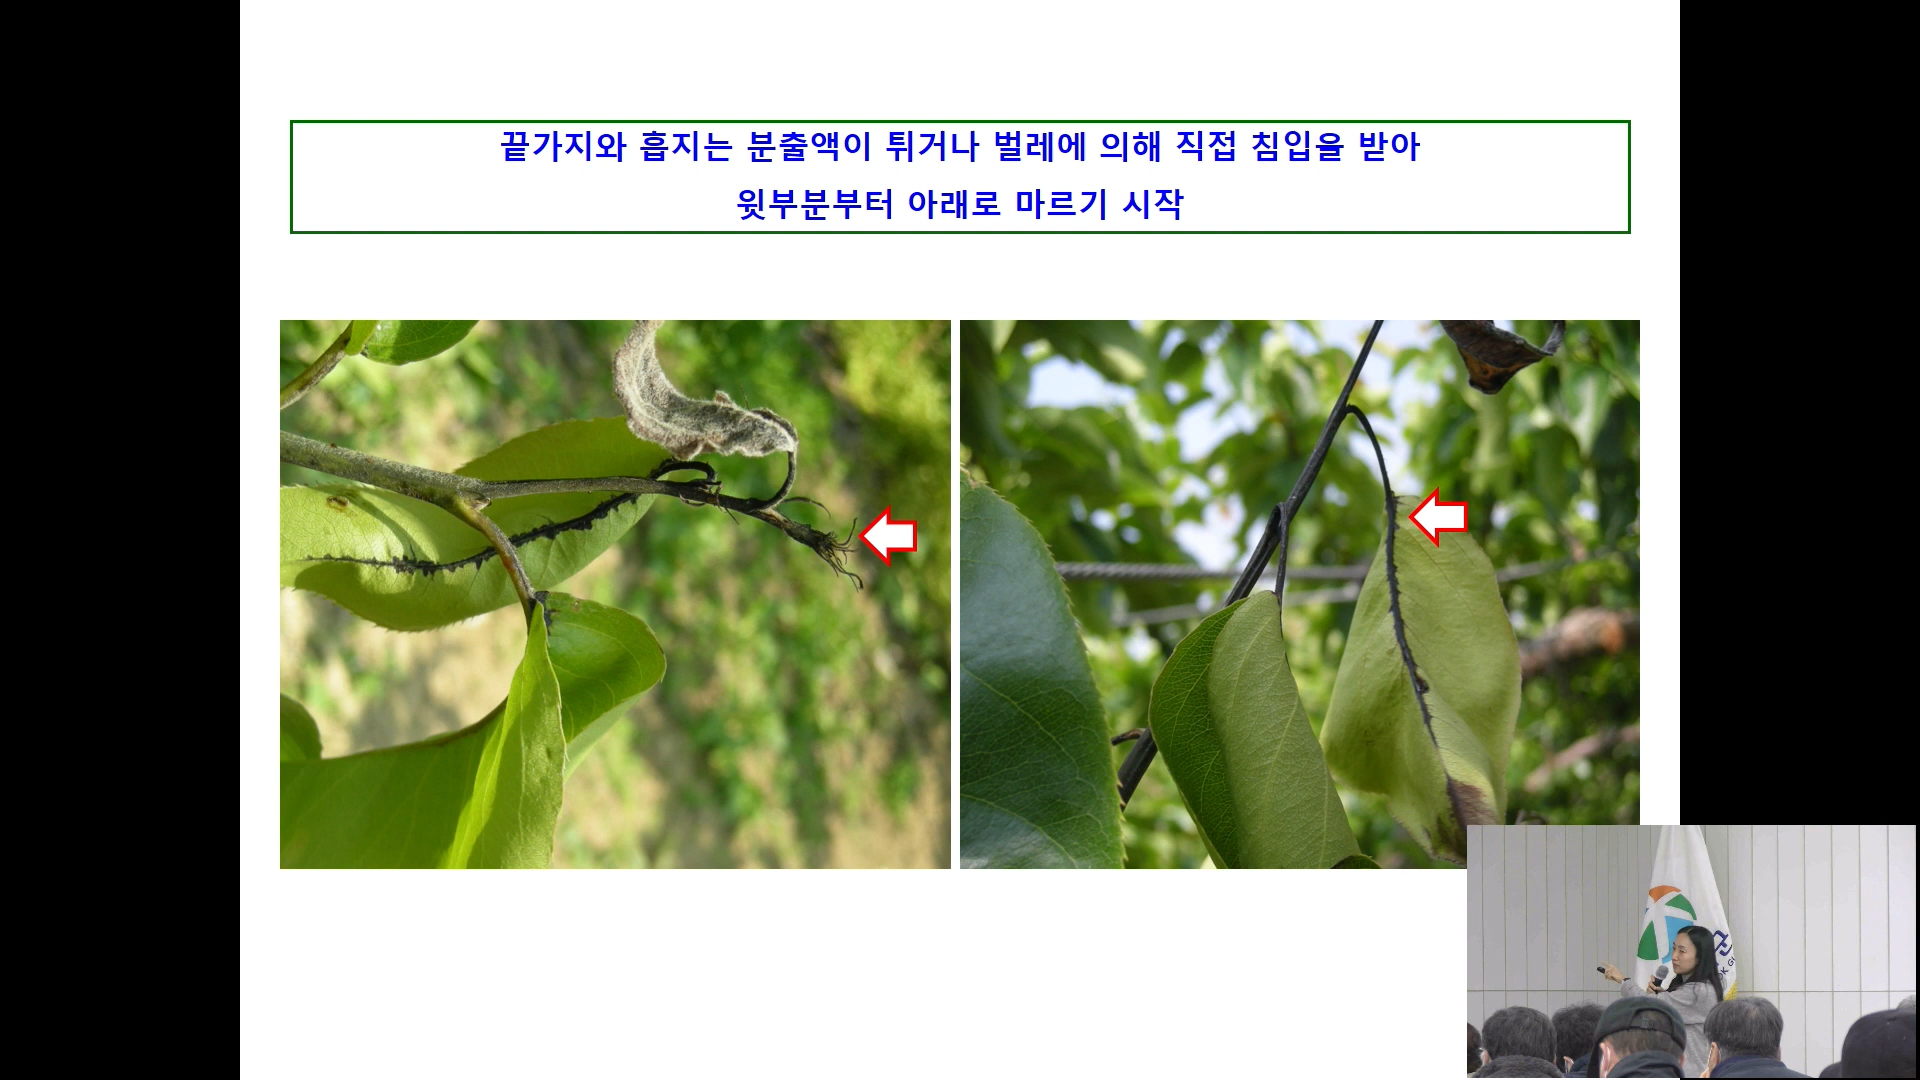 끝가지와 흡지는 분출액이 튀거나 벌레에 의해 직접 침입을 받아
윗부분부터 아래로 마르기 시작